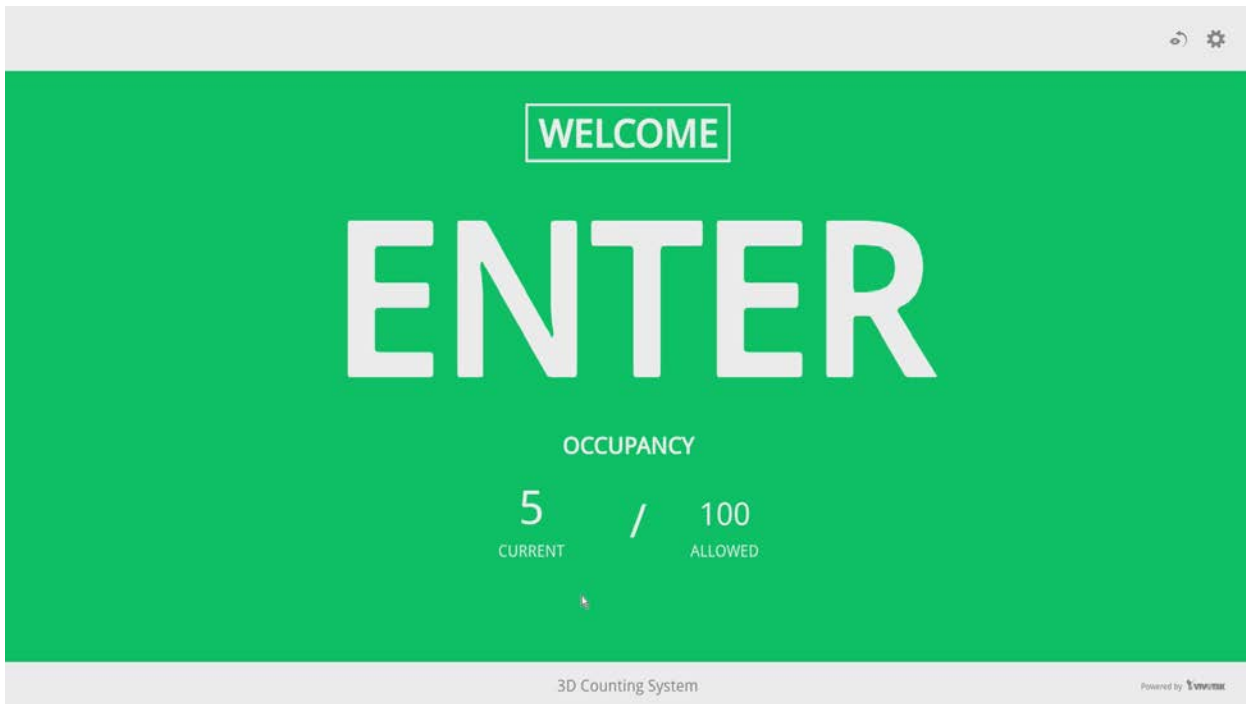 WELCOME
ENTER
OCCUPANCY
5 / 100
CURRENT ALLOWED
3D Counting System
Powered by VIVOTEK